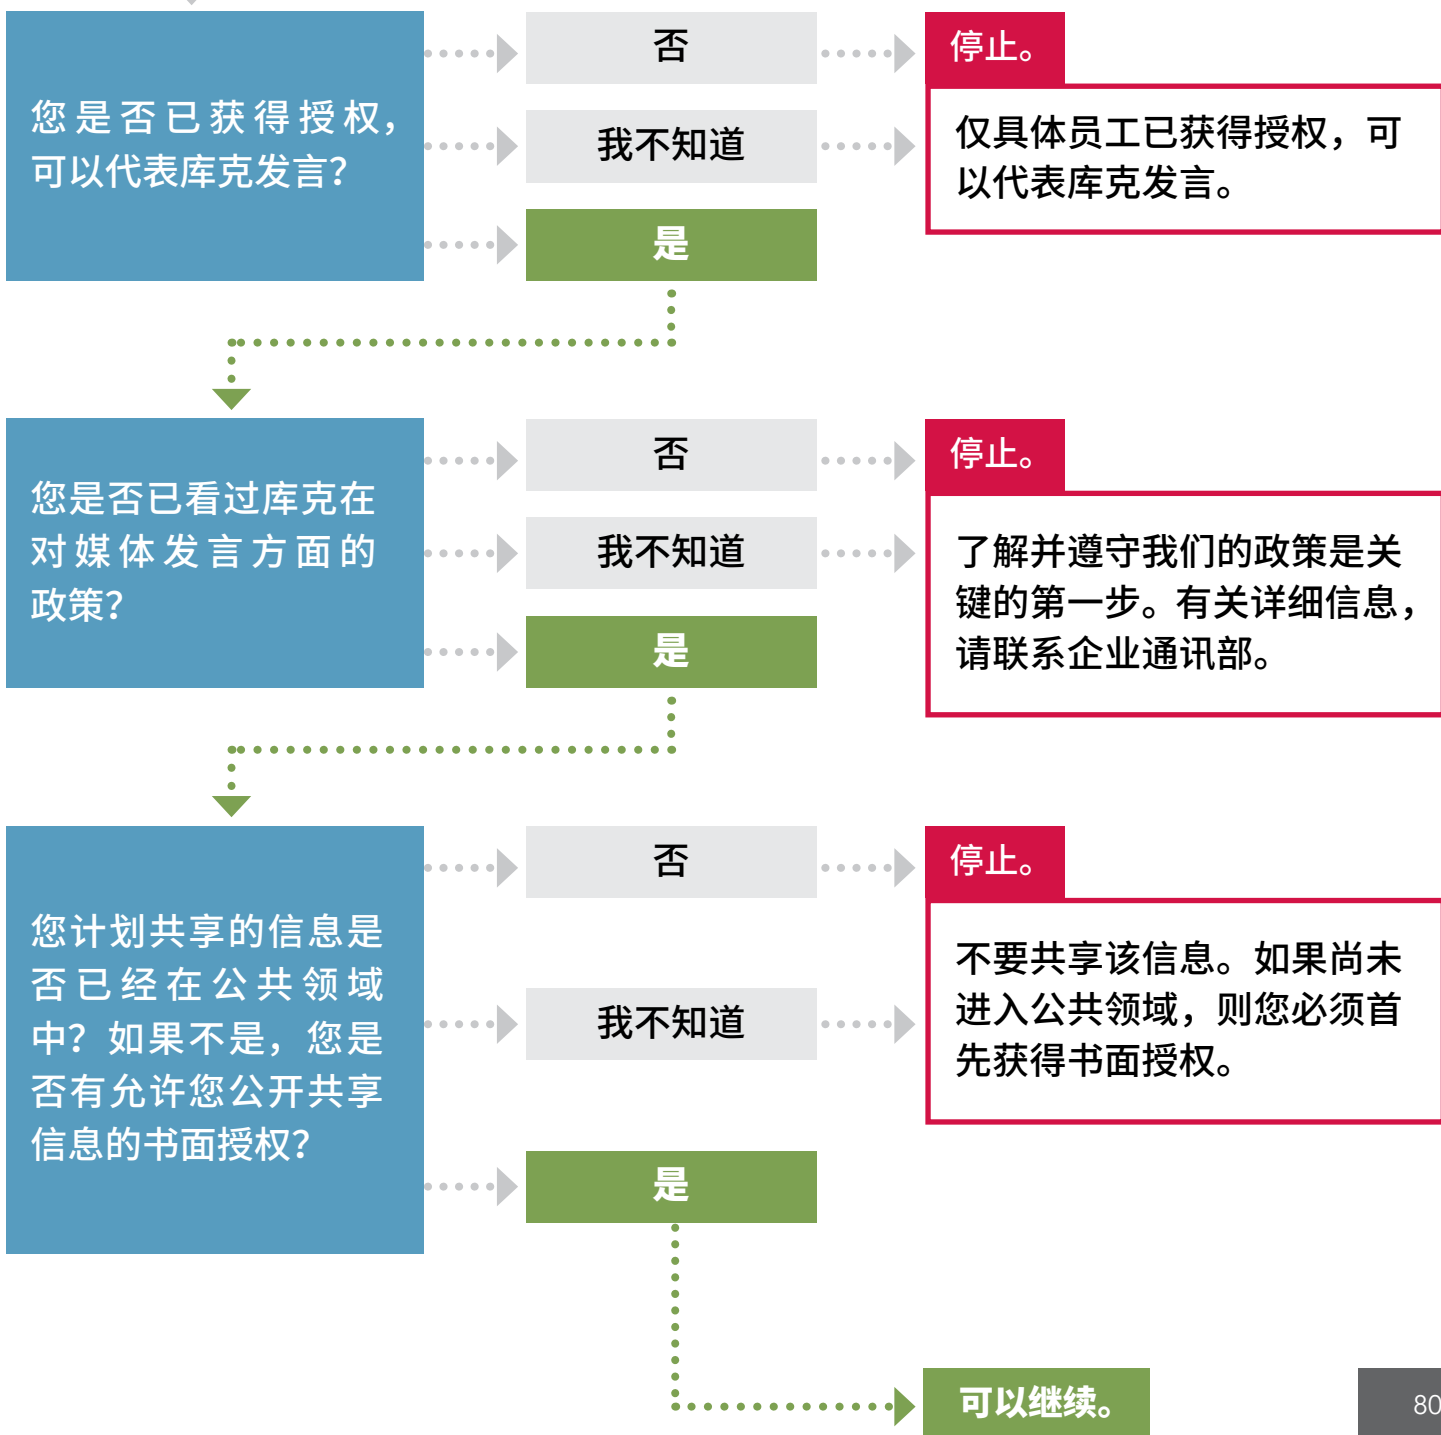 您是否已获得授权，
可以代表库克发言？
否
我不知道
是
停止。
仅具体员工已获得授权，可
以代表库克发言。
您是否已看过库克在
对媒体发言方面的
政策？
否
我不知道
是
停止。
了解并遵守我们的政策是关
键的第一步。有关详细信息，
请联系企业通讯部。
您计划共享的信息是
否已经在公共领域
中？如果不是，您是
否有允许您公开共享
信息的书面授权？
否
我不知道
是
停止。
不要共享该信息。如果尚未
进入公共领域，则您必须首
先获得书面授权。
可以继续。
80